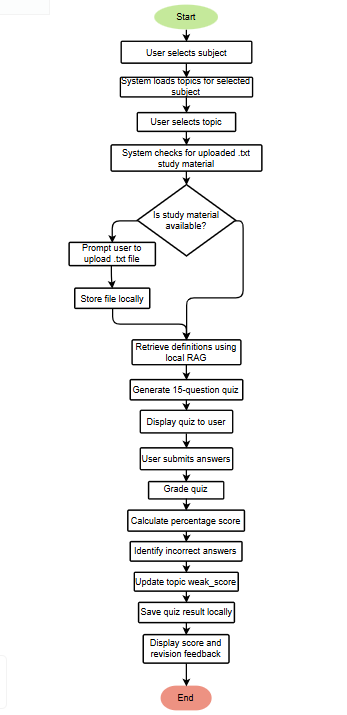 Start
User selects subject
System loads topics for selected
subject
User selects topic
System checks for uploaded .txt
study material
Is study material
available?
Prompt user to
upload .txt file
Store file locally
Retrieve definitions using
local RAG
Generate 15-question quiz
Display quiz to user
User submits answers
Grade quiz
Calculate percentage score
Identify incorrect answers
Update topic weak_score
Save quiz result locally
Display score and
revision feedback
End